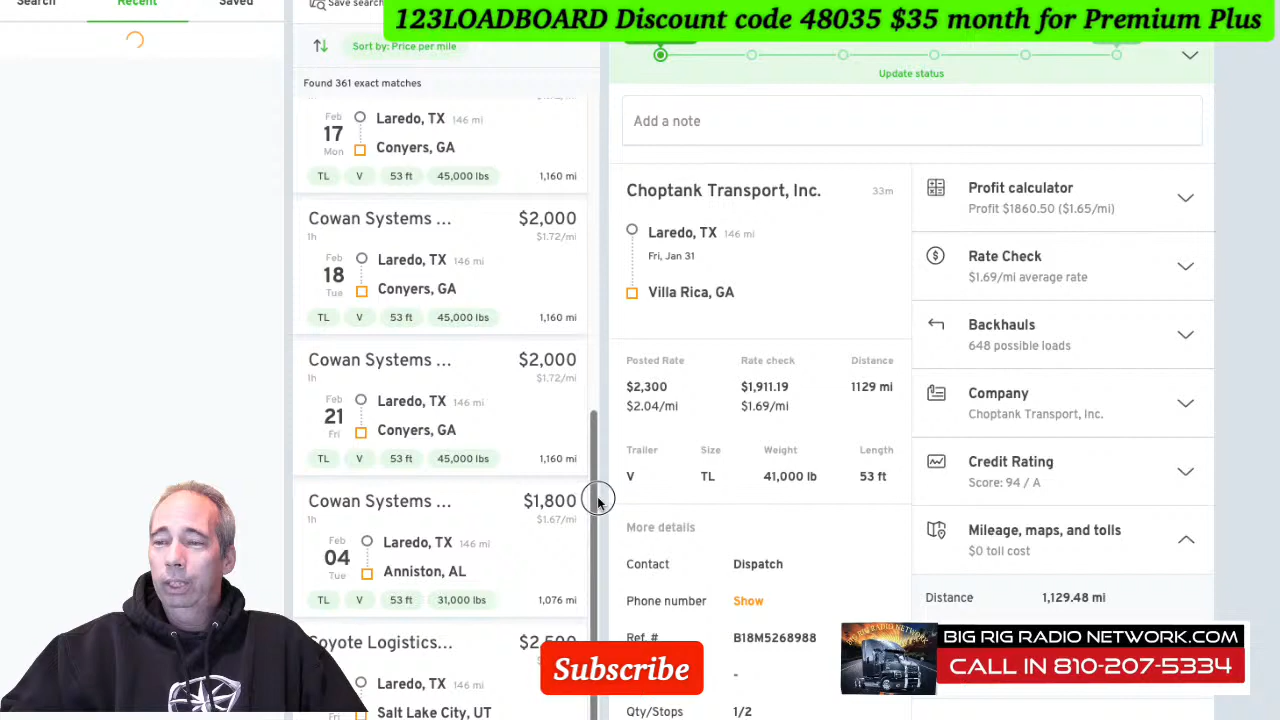 Search
Recent
Saved
Save search
123LOADBOARD Discount code 48035 $35 month for Premium Plus
Sort by: Price per mile
Found 361 exact matches
Update status
Add a note
Feb
17
Mon
Laredo, TX 146 mi
Conyers, GA
TL V 53 ft 45,000 lbs 1,160 mi
Cowan Systems ... $2,000
1h $1.72/mi
Feb
18
Tue
Laredo, TX 146 mi
Conyers, GA
TL V 53 ft 45,000 lbs 1,160 mi
Cowan Systems ... $2,000
1h $1.72/mi
Feb
21
Fri
Laredo, TX 146 mi
Conyers, GA
TL V 53 ft 45,000 lbs 1,160 mi
Cowan Systems ... $1,800
1h $1.67/mi
Feb
04
Tue
Laredo, TX 146 mi
Anniston, AL
TL V 53 ft 31,000 lbs 1,076 mi
Coyote Logistics... $2,500
Laredo, TX 146 mi
Salt Lake City, UT
Choptank Transport, Inc. 33m
Laredo, TX 146 mi
Fri, Jan 31
Villa Rica, GA
Posted Rate Rate check Distance
$2,300 $1,911.19 1129 mi
$2.04/mi $1.69/mi
Trailer Size Weight Length
V TL 41,000 lb 53 ft
More details
Contact Dispatch
Phone number Show
Ref. # B18M5268988
-
Qty/Stops 1/2
Profit calculator
Profit $1860.50 ($1.65/mi)
Rate Check
$1.69/mi average rate
Backhauls
648 possible loads
Company
Choptank Transport, Inc.
Credit Rating
Score: 94 / A
Mileage, maps, and tolls
$0 toll cost
Distance 1,129.48 mi
Subscribe
BIG RIG RADIO NETWORK
BIG RIG RADIO NETWORK.COM
CALL IN 810-207-5334